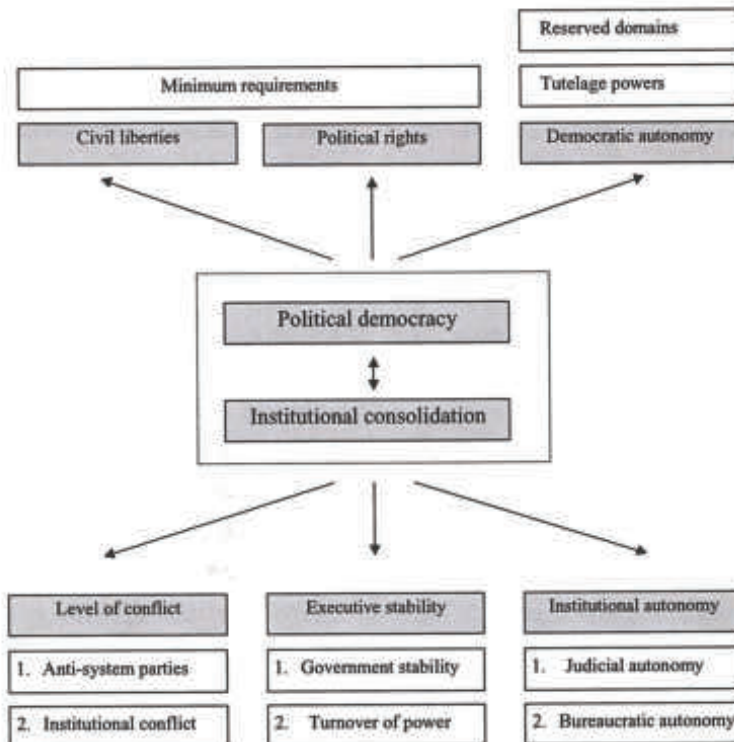 Reserved domains
Minimum requirements
Tutelage powers
Civil liberties
Political rights
Democratic autonomy
Political democracy
Institutional consolidation
Level of conflict
Executive stability
Institutional autonomy
1. Anti-system parties
1. Government stability
1. Judicial autonomy
2. Institutional conflict
2. Turnover of power
2. Bureaucratic autonomy